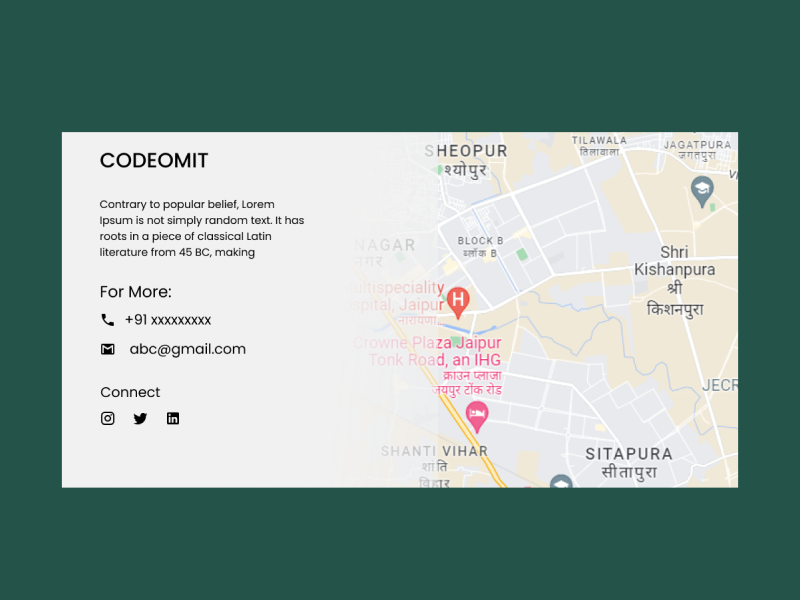 CODEOMIT
Contrary to popular belief, Lorem
Ipsum is not simply random text. It has
roots in a piece of classical Latin
literature from 45 BC, making
For More:
+91 xxxxxxxxx
abc@gmail.com
Connect
SHEOPUR
श्योपुर
TILAWALA
तिलावाला
JAGATPURA
जगतपुरा
NAGAR
नगर
BLOCK B
ब्लॉक B
Shri
Kishanpura
श्री
किशनपुरा
ultispeciality
spital, Jaipur
नारायणा
H
Crowne Plaza Jaipur
Tonk Road, an IHG
क्राउन प्लाजा
जयपुर टोंक रोड
JECR
SHANTI VIHAR
शांति
विहार
SITAPURA
सीतापुरा